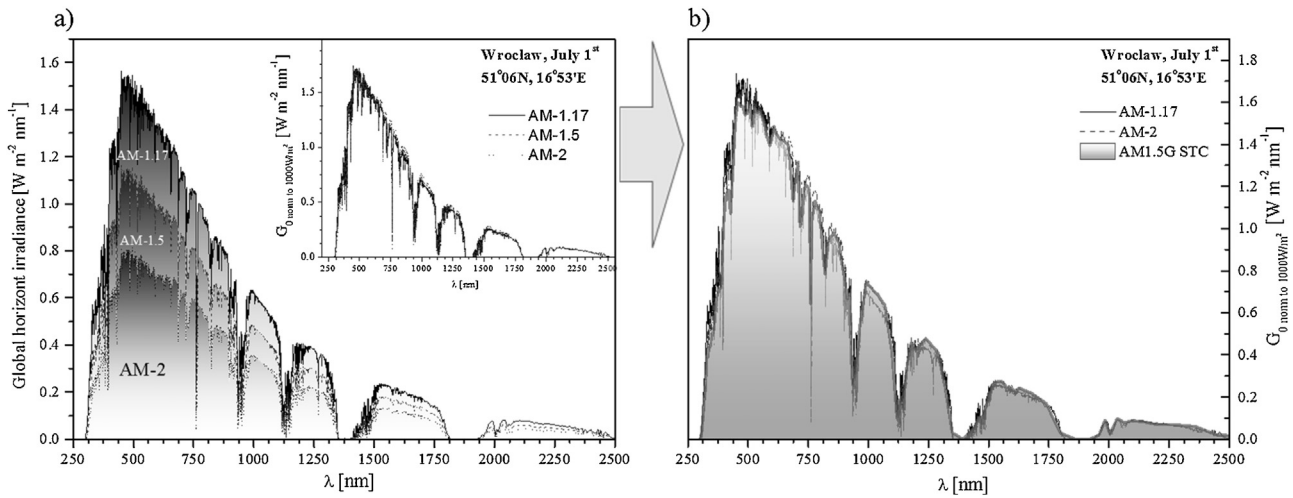 a)
Global horizont irradiance [W m-2 nm-1]
1.6
1.4
1.2
1.0
0.8
0.6
0.4
0.2
0.0
AM-1.17
AM-1.5
AM-2
250 500 750 1000 1250 1500 1750 2000 2250 2500
λ [nm]
G0 norm to 1000W/m2 [W m-2 nm-1]
1.5
1.0
0.5
0.0
Wroclaw, July 1st
51°06N, 16°53'E
AM-1.17
AM-1.5
AM-2
250 500 750 1000 1250 1500 1750 2000 2250 2500
λ [nm]
b)
Wroclaw, July 1st
51°06N, 16°53'E
AM-1.17
AM-2
AM1.5G STC
1.8
1.6
1.4
1.2
1.0
0.8
0.6
0.4
0.2
0.0
G0 norm to 1000W/m2 [W m-2 nm-1]
250 500 750 1000 1250 1500 1750 2000 2250 2500
λ [nm]